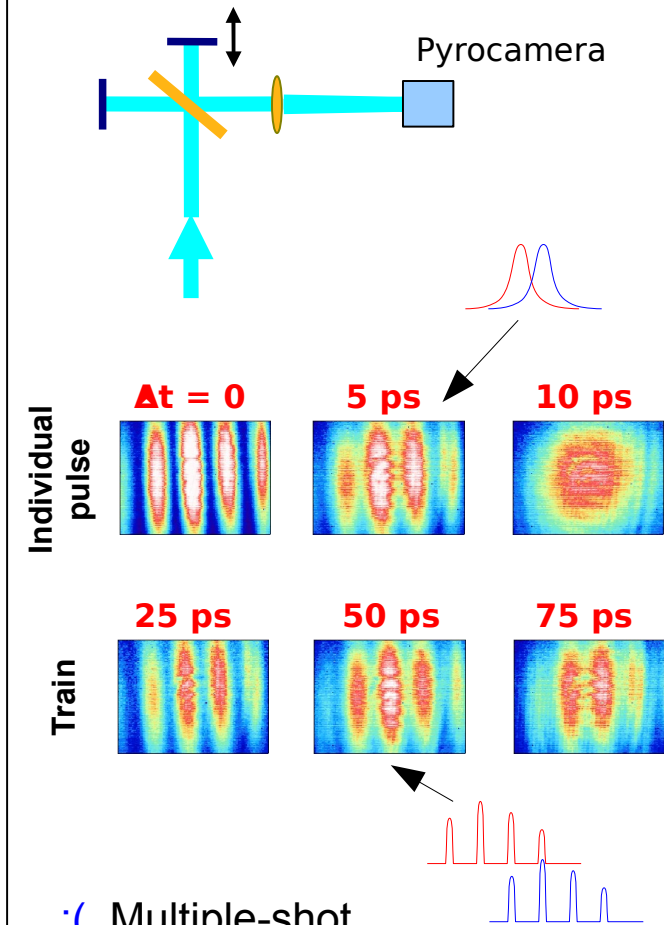 Pyrocamera
Δt = 0
5 ps
10 ps
Individual
pulse
25 ps
50 ps
75 ps
Train
:( Multiple-shot